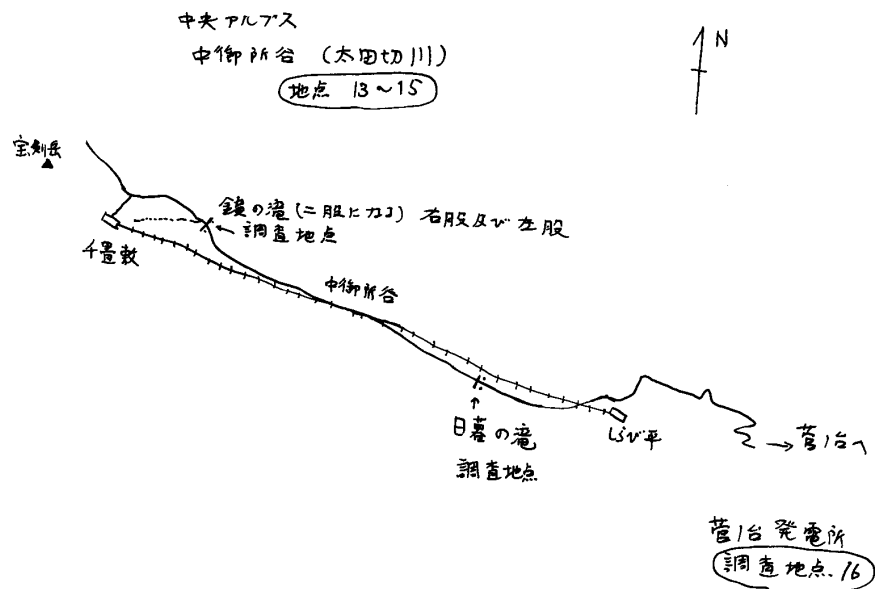 中央アルプス
中御所谷 (太田切川)
地点 13～15
N
宝剣岳
鎖の滝(二股になる) 右股及び左股
←調査地点
千畳敷
中御所谷
↑
日暮の滝
調査地点
しらび平
→菅ノ台へ
菅ノ台発電所
調査地点.16